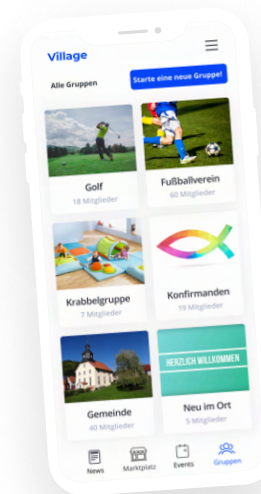 Village
Alle Gruppen
Starte eine neue Gruppe!
Golf
18 Mitglieder
Fußballverein
60 Mitglieder
Krabbelgruppe
7 Mitglieder
Konfirmanden
19 Mitglieder
HERZLICH WILLKOMMEN
Gemeinde
40 Mitglieder
Neu im Ort
5 Mitglieder
News
Marktplatz
Events
Gruppen